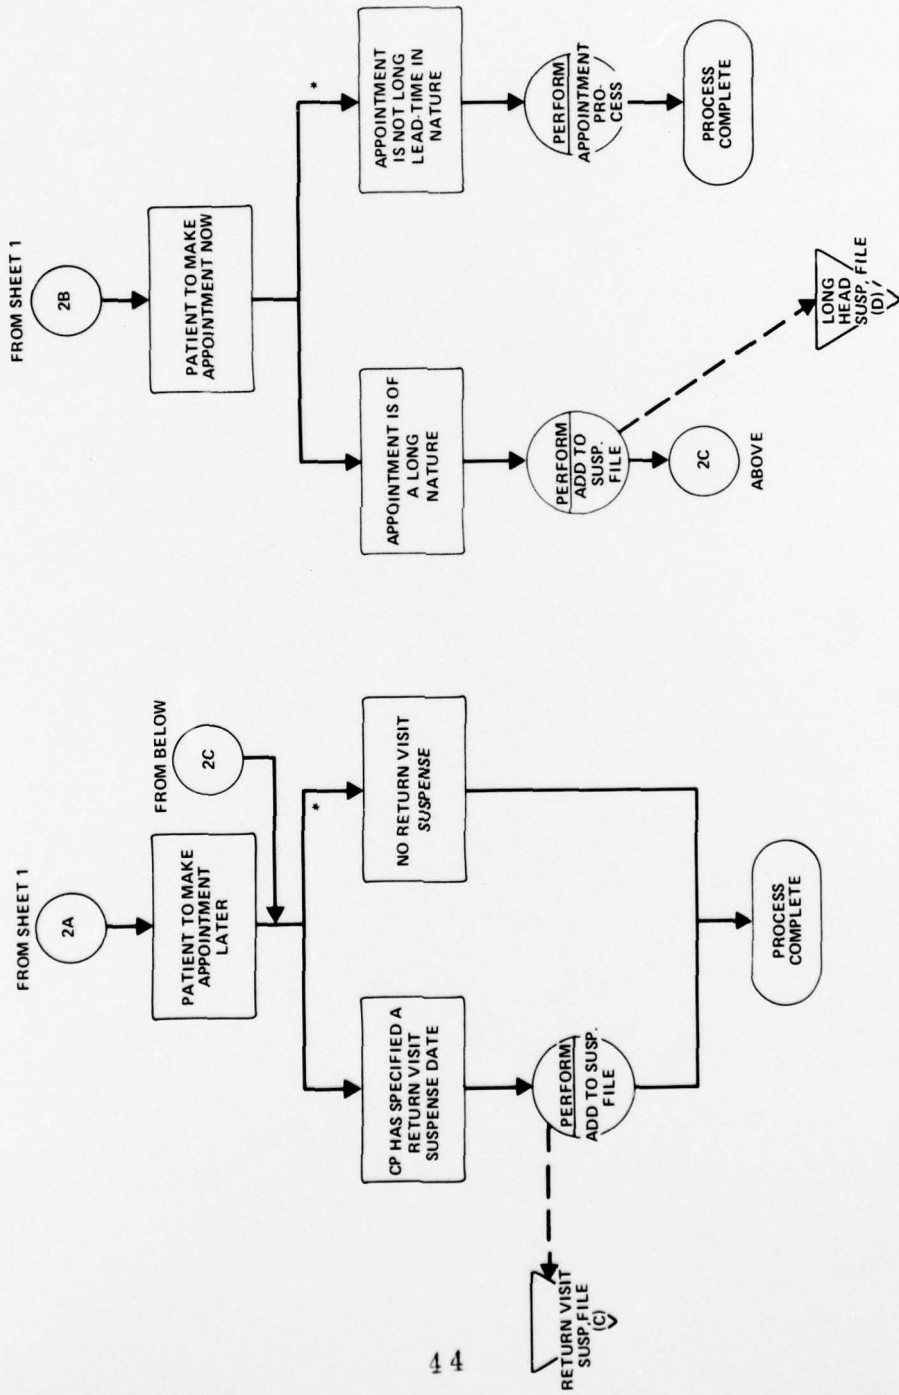 FROM SHEET 1
2A
PATIENT TO MAKE
APPOINTMENT
LATER
FROM BELOW
2C
*
CP HAS SPECIFIED A
RETURN VISIT
SUSPENSE DATE
NO RETURN VISIT
SUSPENSE
PERFORM
ADD TO SUSP.
FILE
RETURN VISIT
SUSP. FILE
(C)
PROCESS
COMPLETE
FROM SHEET 1
2B
PATIENT TO MAKE
APPOINTMENT NOW
*
APPOINTMENT IS OF
A LONG
NATURE
APPOINTMENT
IS NOT LONG
LEAD-TIME IN
NATURE
PERFORM
ADD TO
SUSP.
FILE
2C
ABOVE
LONG
HEAD
SUSP. FILE
(D)
PERFORM
APPOINTMENT
PRO-
CESS
PROCESS
COMPLETE
44